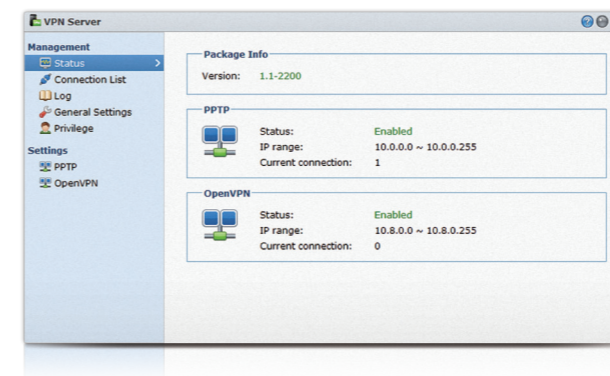 VPN Server
Management
Status
Connection List
Log
General Settings
Privilege
Settings
PPTP
OpenVPN
Package Info
Version: 1.1-2200
PPTP
Status: Enabled
IP range: 10.0.0.0 ~ 10.0.0.255
Current connection: 1
OpenVPN
Status: Enabled
IP range: 10.8.0.0 ~ 10.8.0.255
Current connection: 0